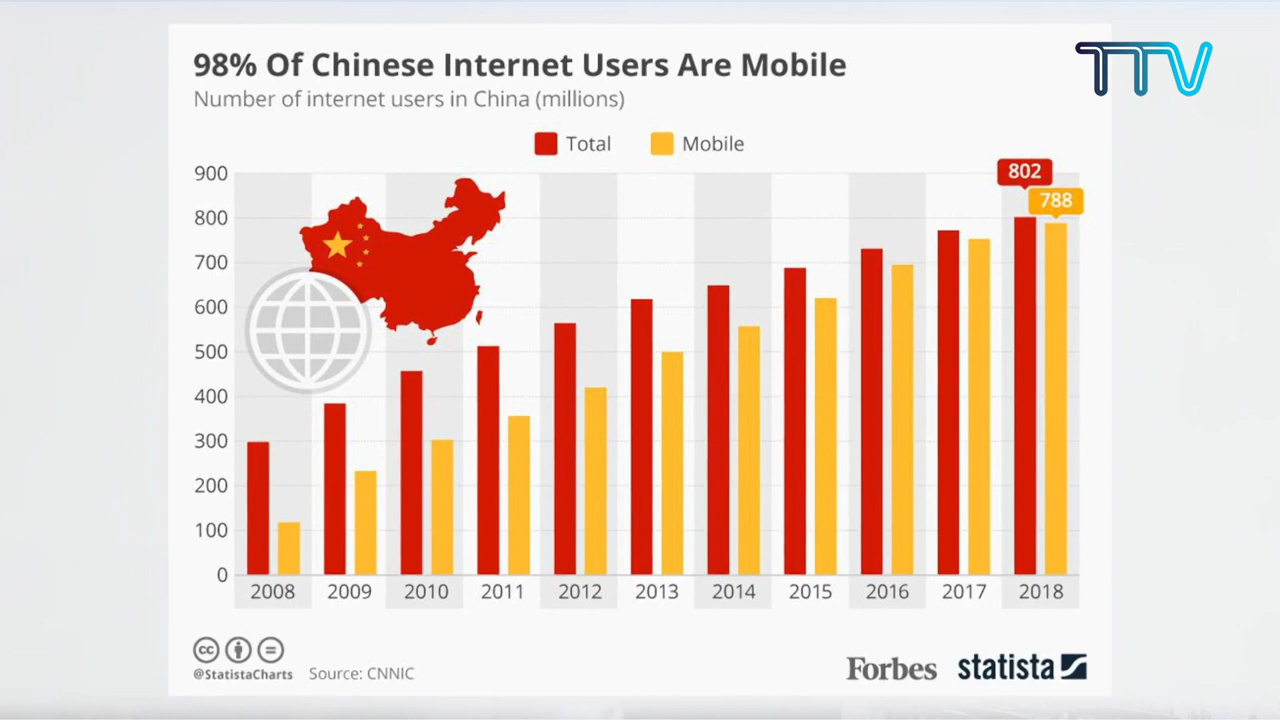 TTV
98% Of Chinese Internet Users Are Mobile
Number of internet users in China (millions)
Total Mobile
900
800
700
600
500
400
300
200
100
0
802
788
2008 2009 2010 2011 2012 2013 2014 2015 2016 2017 2018
cc
@StatistaCharts Source: CNNIC
Forbes statista